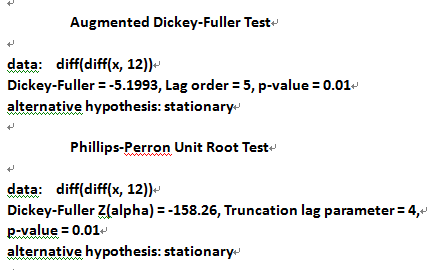 Augmented Dickey-Fuller Test
data: diff(diff(x, 12))
Dickey-Fuller = -5.1993, Lag order = 5, p-value = 0.01
alternative hypothesis: stationary
Phillips-Perron Unit Root Test
data: diff(diff(x, 12))
Dickey-Fuller Z(alpha) = -158.26, Truncation lag parameter = 4,
p-value = 0.01
alternative hypothesis: stationary